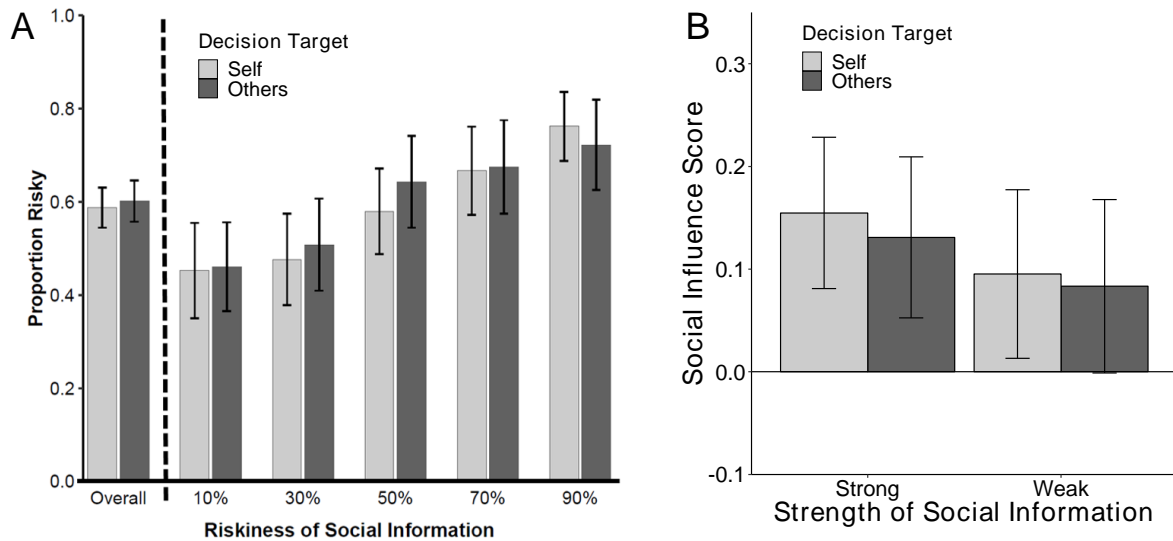 A
Decision Target
Self
Others
Proportion Risky
1.0
0.8
0.6
0.4
0.2
0.0
Overall
10%
30%
50%
70%
90%
Riskiness of Social Information
B
Decision Target
Self
Others
Social Influence Score
0.3
0.2
0.1
0.0
-0.1
Strong
Weak
Strength of Social Information